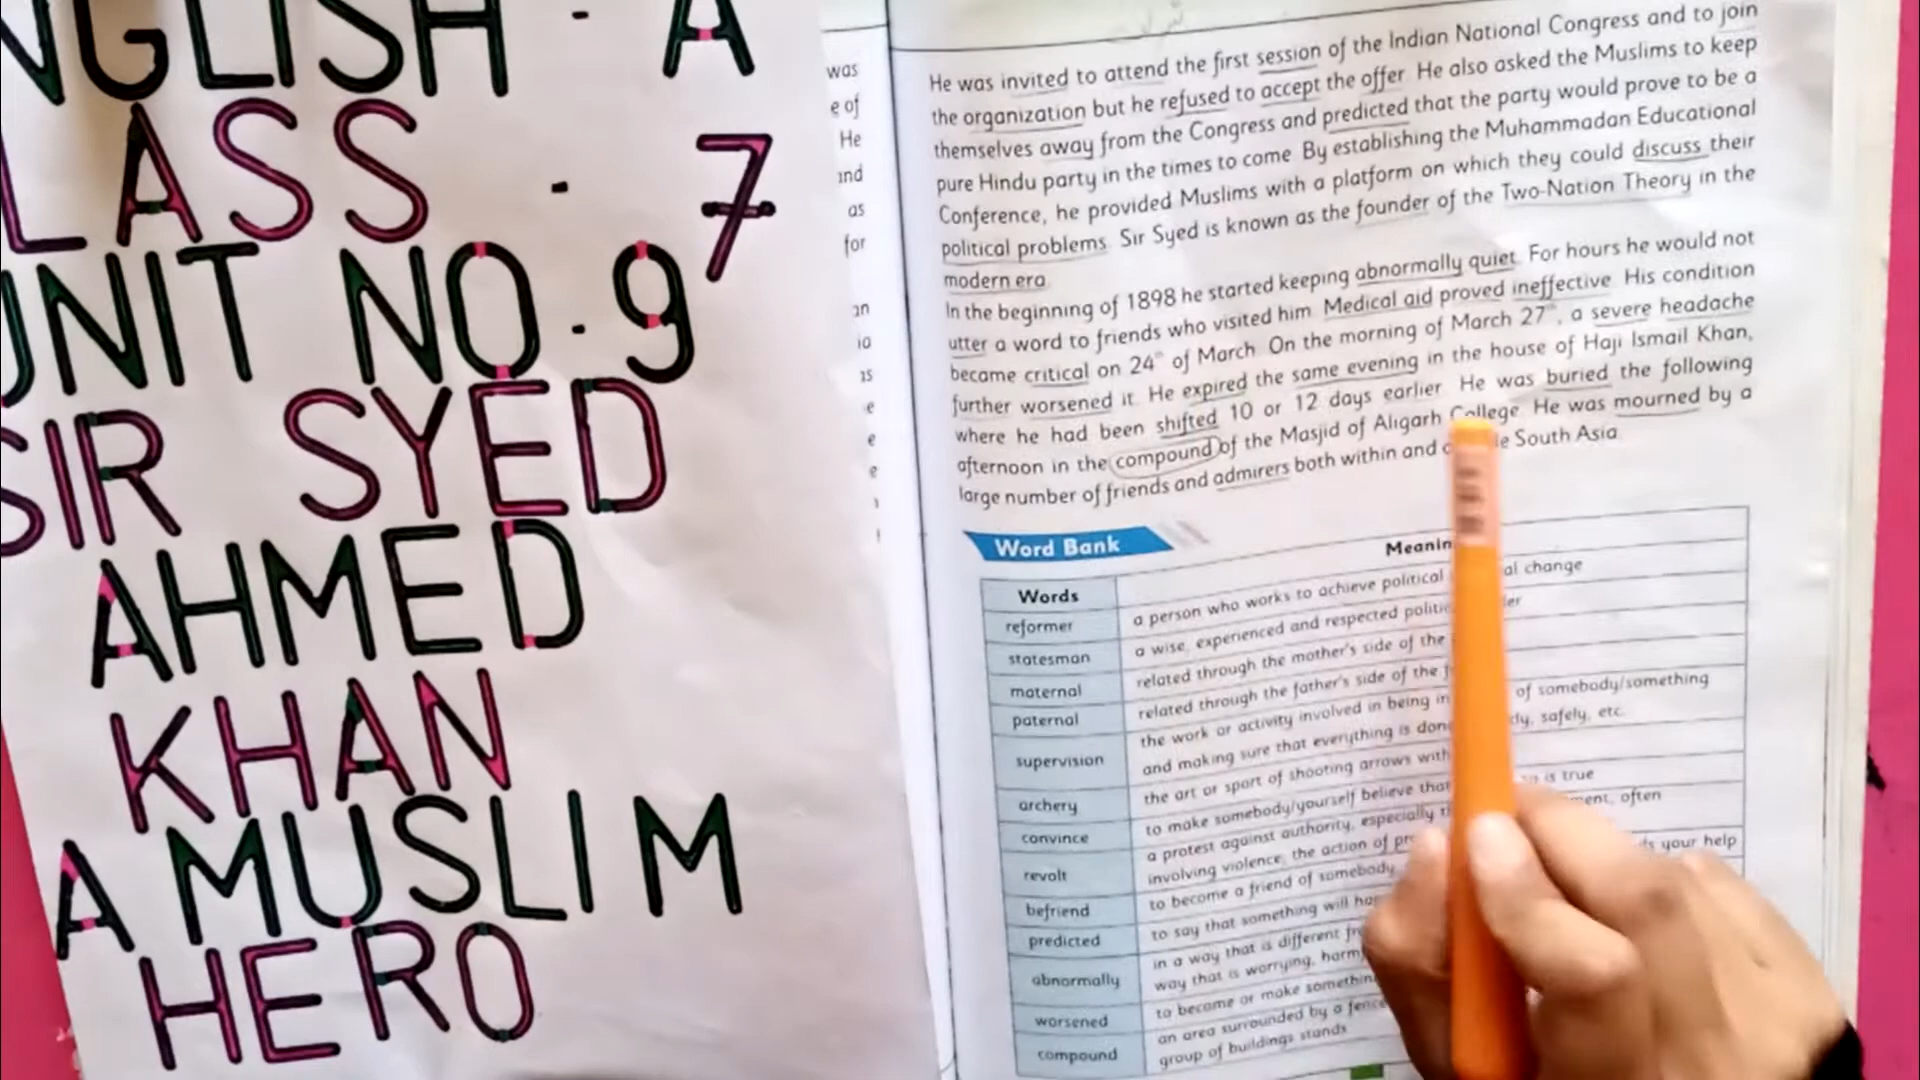 NGLISH - A
LASS - 7
UNIT NO. 9
SIR SYED
AHMED
KHAN
A MUSLIM
HERO
was
e of
He
and
as
for
an
e
e
e
He was invited to attend the first session of the Indian National Congress and to join
the organization but he refused to accept the offer. He also asked the Muslims to keep
themselves away from the Congress and predicted that the party would prove to be a
pure Hindu party in the times to come. By establishing the Muhammadan Educational
Conference, he provided Muslims with a platform on which they could discuss their
political problems. Sir Syed is known as the founder of the Two-Nation Theory in the
modern era.
In the beginning of 1898 he started keeping abnormally quiet. For hours he would not
utter a word to friends who visited him. Medical aid proved ineffective. His condition
became critical on 24th of March. On the morning of March 27th, a severe headache
further worsened it. He expired the same evening in the house of Haji Ismail Khan,
where he had been shifted 10 or 12 days earlier. He was buried the following
afternoon in the compound of the Masjid of Aligarh College. He was mourned by a
large number of friends and admirers both within and South Asia.
Word Bank
Words Meanin
reformer a person who works to achieve political al change
statesman a wise, experienced and respected politic
maternal related through the mother's side of the
paternal related through the father's side of the
supervision the work or activity involved in being in of somebody/something
and making sure that everything is done safely, etc.
archery the art or sport of shooting arrows with
convince to make somebody/yourself believe that is true
revolt a protest against authority, especially often
involving violence; the action of pro
befriend to become a friend of somebody your help
predicted to say that something will
abnormally in a way that is different
way that is worrying, harm
worsened to become or make something
compound an area surrounded by a fence
group of buildings stands